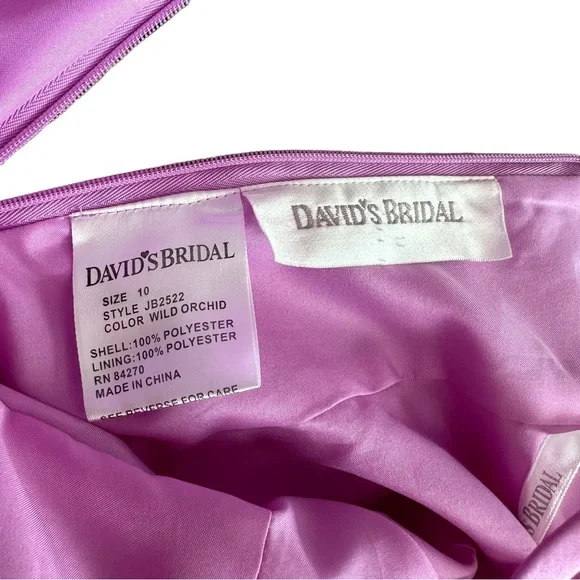 DAVID'S BRIDAL
SIZE 10
STYLE JB2522
COLOR WILD ORCHID
SHELL:100% POLYESTER
LINING:100% POLYESTER
RN 84270
MADE IN CHINA
SEE REVERSE FOR CARE
DAVID'S BRIDAL
'S BRIDAL